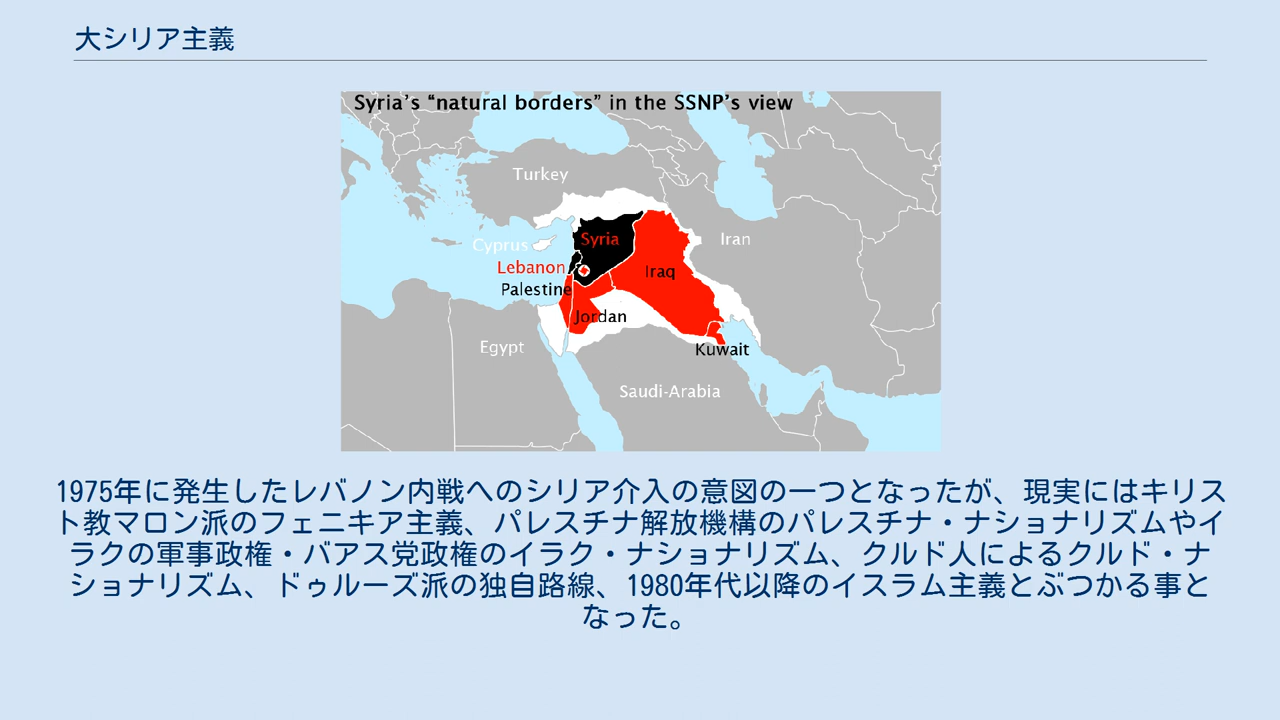 大シリア主義
Syria's “natural borders” in the SSNP's view
Turkey
Cyprus
Syria
Iran
Lebanon
Iraq
Palestine
Jordan
Egypt
Kuwait
Saudi-Arabia
1975年に発生したレバノン内戦へのシリア介入の意図の一つとなったが、現実にはキリス
ト教マロン派のフェニキア主義、パレスチナ解放機構のパレスチナ・ナショナリズムやイ
ラクの軍事政権・バアス党政権のイラク・ナショナリズム、クルド人によるクルド・ナ
ショナリズム、ドゥルーズ派の独自路線、1980年代以降のイスラム主義とぶつかる事と
なった。